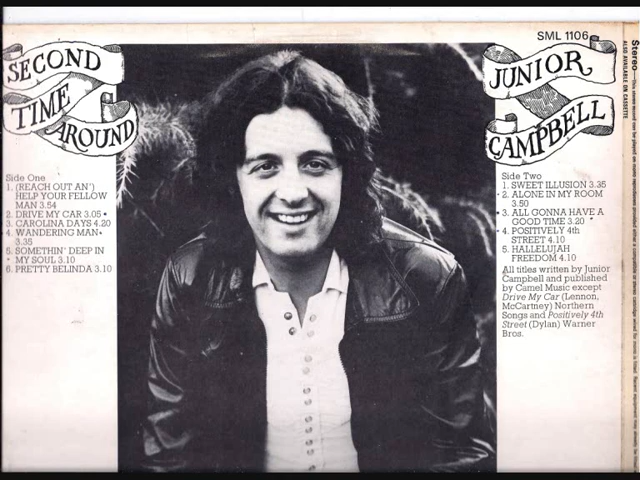 SECOND
TIME
AROUND
Side One
1. (REACH OUT AN')
HELP YOUR FELLOW
MAN 3.54
2. DRIVE MY CAR 3.05 •
3. CAROLINA DAYS 4.20
4. WANDERING MAN•
3.35
5. SOMETHIN' DEEP IN
• MY SOUL 3.10
6. PRETTY BELINDA 3.10
SML 1106
JUNIOR
CAMPBELL
Side Two
1. SWEET ILLUSION 3.35
• 2. ALONE IN MY ROOM
3.50
• 3. ALL GONNA HAVE A
GOOD TIME 3.20 •
• 4. POSITIVELY 4th
STREET 4.10
5. HALLELUJAH
FREEDOM 4.10
All titles written by Junior
Campbell and published
by Camel Music except
Drive My Car (Lennon,
McCartney) Northern
Songs and Positively 4th
Street (Dylan) Warner
Bros.
Stereo
ALSO AVAILABLE ON CASSETTE